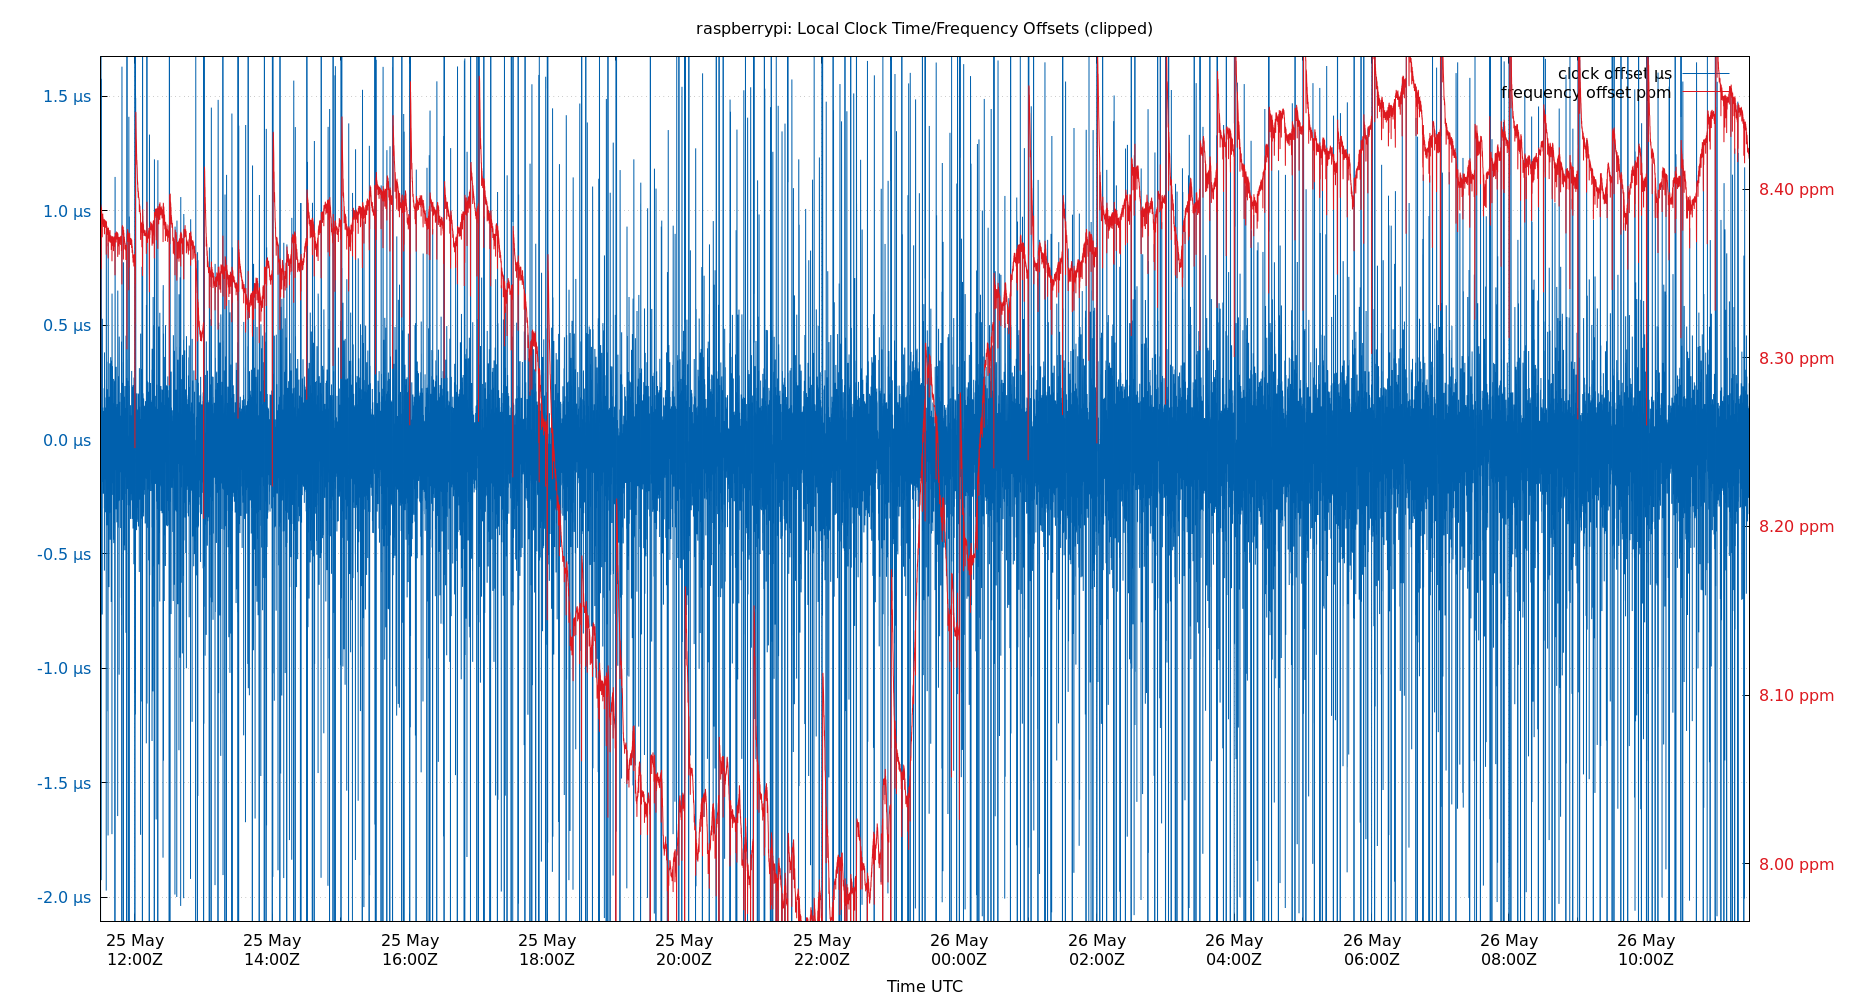 raspberrypi: Local Clock Time/Frequency Offsets (clipped)
clock offset µs
frequency offset ppm
1.5 µs
1.0 µs
0.5 µs
0.0 µs
-0.5 µs
-1.0 µs
-1.5 µs
-2.0 µs
8.40 ppm
8.30 ppm
8.20 ppm
8.10 ppm
8.00 ppm
25 May 25 May 25 May 25 May 25 May 25 May 26 May 26 May 26 May 26 May 26 May 26 May
12:00Z 14:00Z 16:00Z 18:00Z 20:00Z 22:00Z 00:00Z 02:00Z 04:00Z 06:00Z 08:00Z 10:00Z
Time UTC